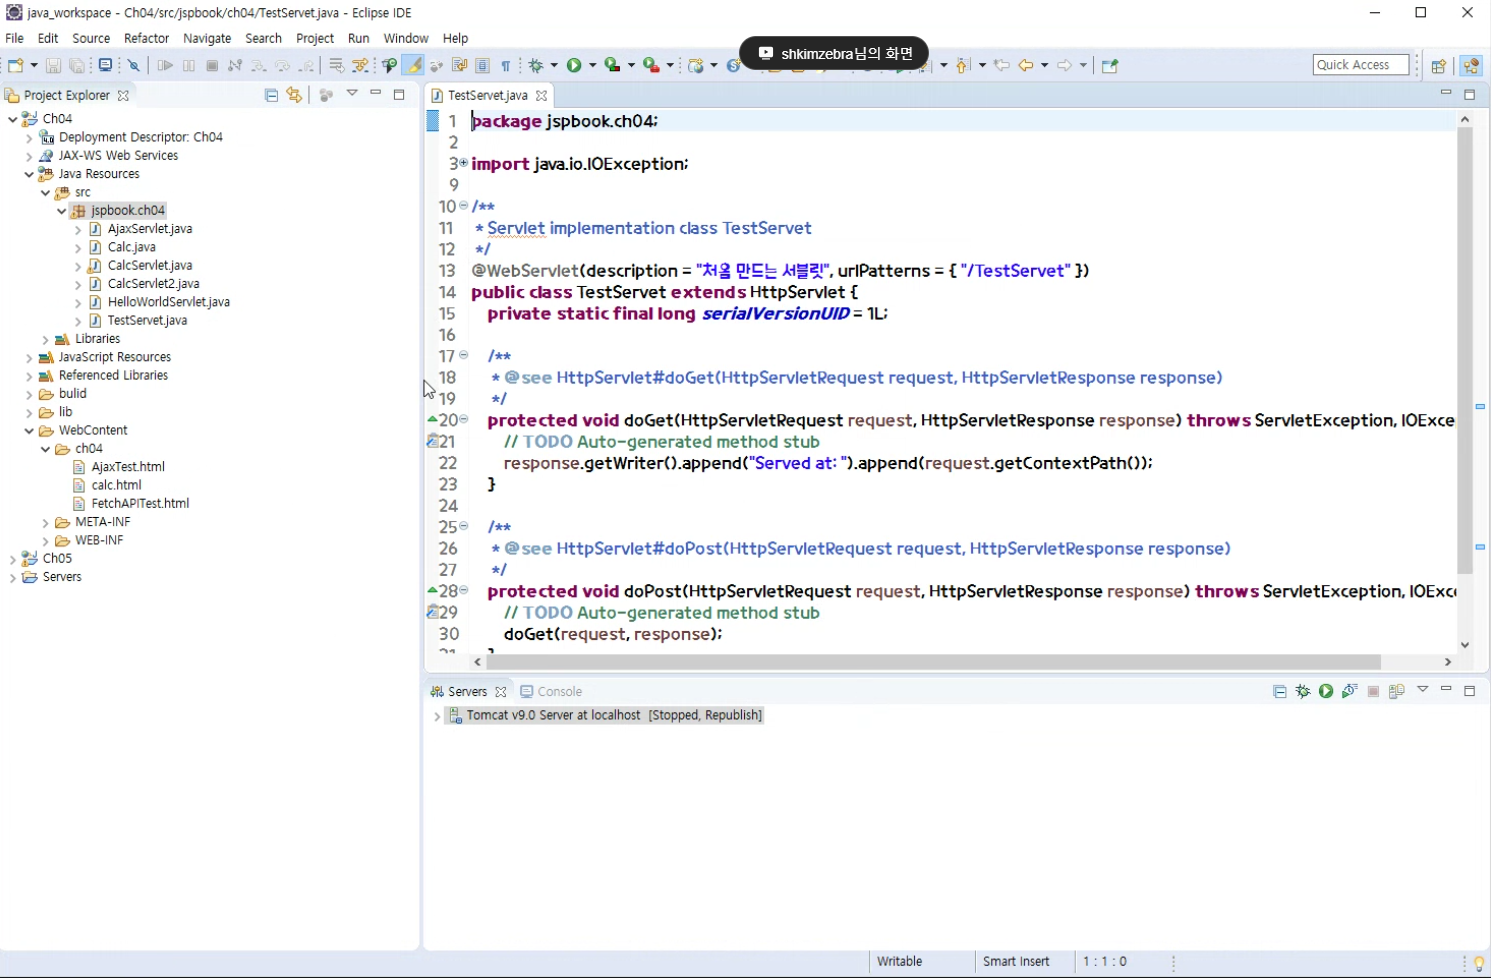 java_workspace - Ch04/src/jspbook/ch04/TestServet.java - Eclipse IDE
File Edit Source Refactor Navigate Search Project Run Window Help
shkimzebra님의 화면
Quick Access
Project Explorer
Ch04
Deployment Descriptor: Ch04
JAX-WS Web Services
Java Resources
src
jspbook.ch04
AjaxServlet.java
Calc.java
CalcServlet.java
CalcServlet2.java
HelloWorldServlet.java
TestServet.java
Libraries
JavaScript Resources
Referenced Libraries
bulid
lib
WebContent
ch04
AjaxTest.html
calc.html
FetchAPITest.html
META-INF
WEB-INF
Ch05
Servers
TestServet.java
1 package jspbook.ch04;
2
3 import java.io.IOException;
9
10 /**
11 * Servlet implementation class TestServet
12 */
13 @WebServlet(description = "처음 만드는 서블릿", urlPatterns = { "/TestServet" })
14 public class TestServet extends HttpServlet {
15 private static final long serialVersionUID = 1L;
16
17 /**
18 * @see HttpServlet#doGet(HttpServletRequest request, HttpServletResponse response)
19 */
20 protected void doGet(HttpServletRequest request, HttpServletResponse response) throws ServletException, IOExce
21 // TODO Auto-generated method stub
22 response.getWriter().append("Served at: ").append(request.getContextPath());
23 }
24
25 /**
26 * @see HttpServlet#doPost(HttpServletRequest request, HttpServletResponse response)
27 */
28 protected void doPost(HttpServletRequest request, HttpServletResponse response) throws ServletException, IOExc
29 // TODO Auto-generated method stub
30 doGet(request, response);
Servers Console
Tomcat v9.0 Server at localhost [Stopped, Republish]
Writable Smart Insert 1 : 1 : 0